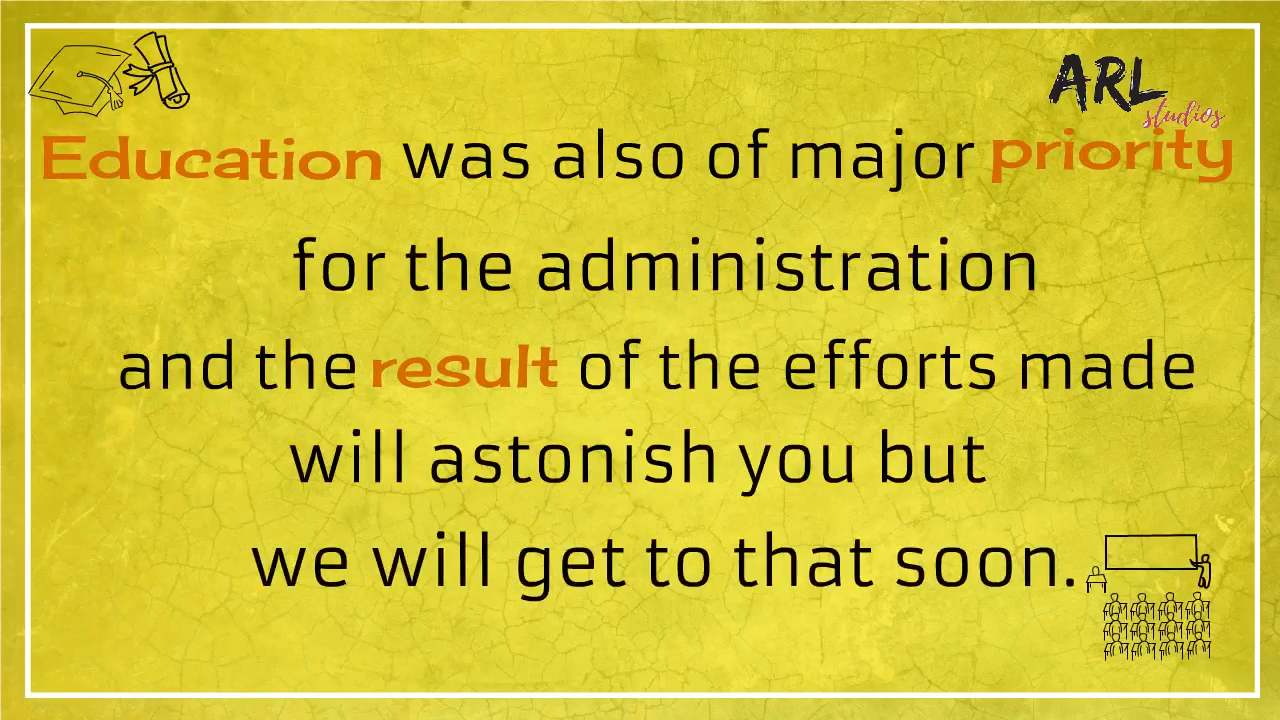 ARL
studios
Education was also of major priority
for the administration
and the result of the efforts made
will astonish you but
we will get to that soon.